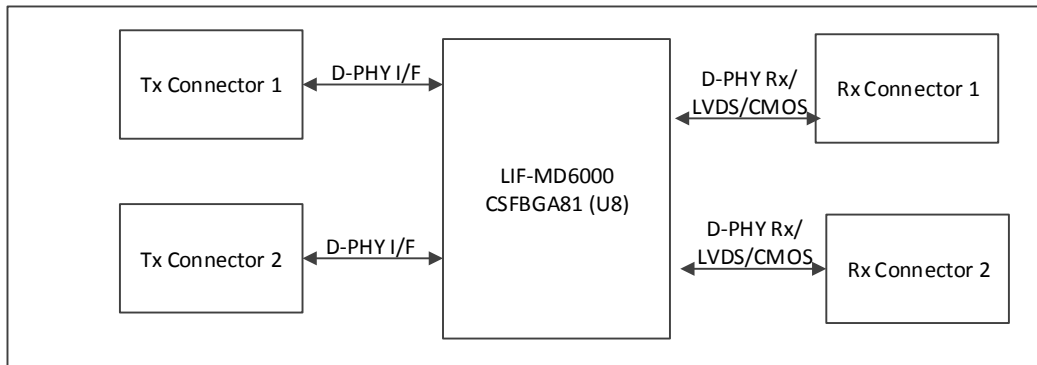 Tx Connector 1
D-PHY I/F
LIF-MD6000
CSFBGA81 (U8)
D-PHY Rx/
LVDS/CMOS
Rx Connector 1
Tx Connector 2
D-PHY I/F
D-PHY Rx/
LVDS/CMOS
Rx Connector 2